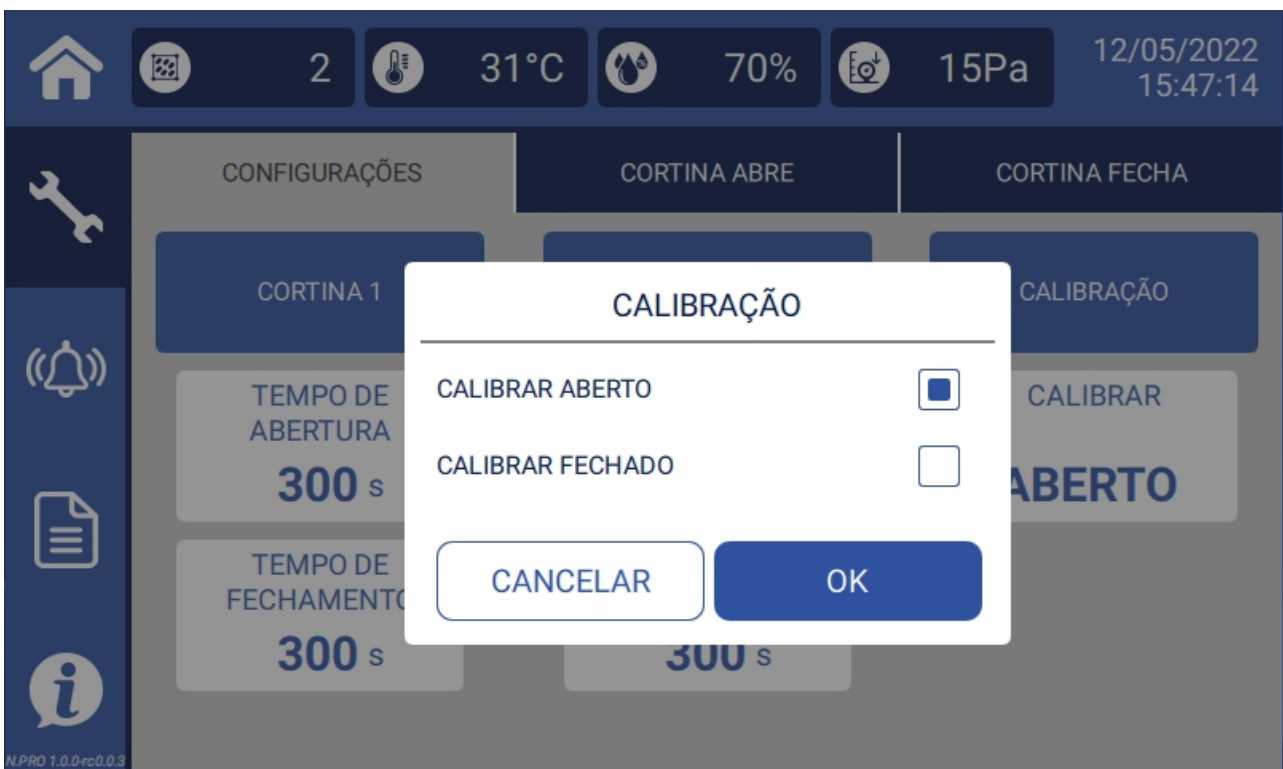 2
31°C
70%
15Pa
12/05/2022
15:47:14
CONFIGURAÇÕES
CORTINA ABRE
CORTINA FECHA
CORTINA 1
CALIBRAÇÃO
CALIBRAÇÃO
TEMPO DE
ABERTURA
300 s
CALIBRAR ABERTO
CALIBRAR FECHADO
CANCELAR
OK
CALIBRAR
ABERTO
TEMPO DE
FECHAMENTO
300 s
300 s
N.PRO 1.0.0-rc0.0.3